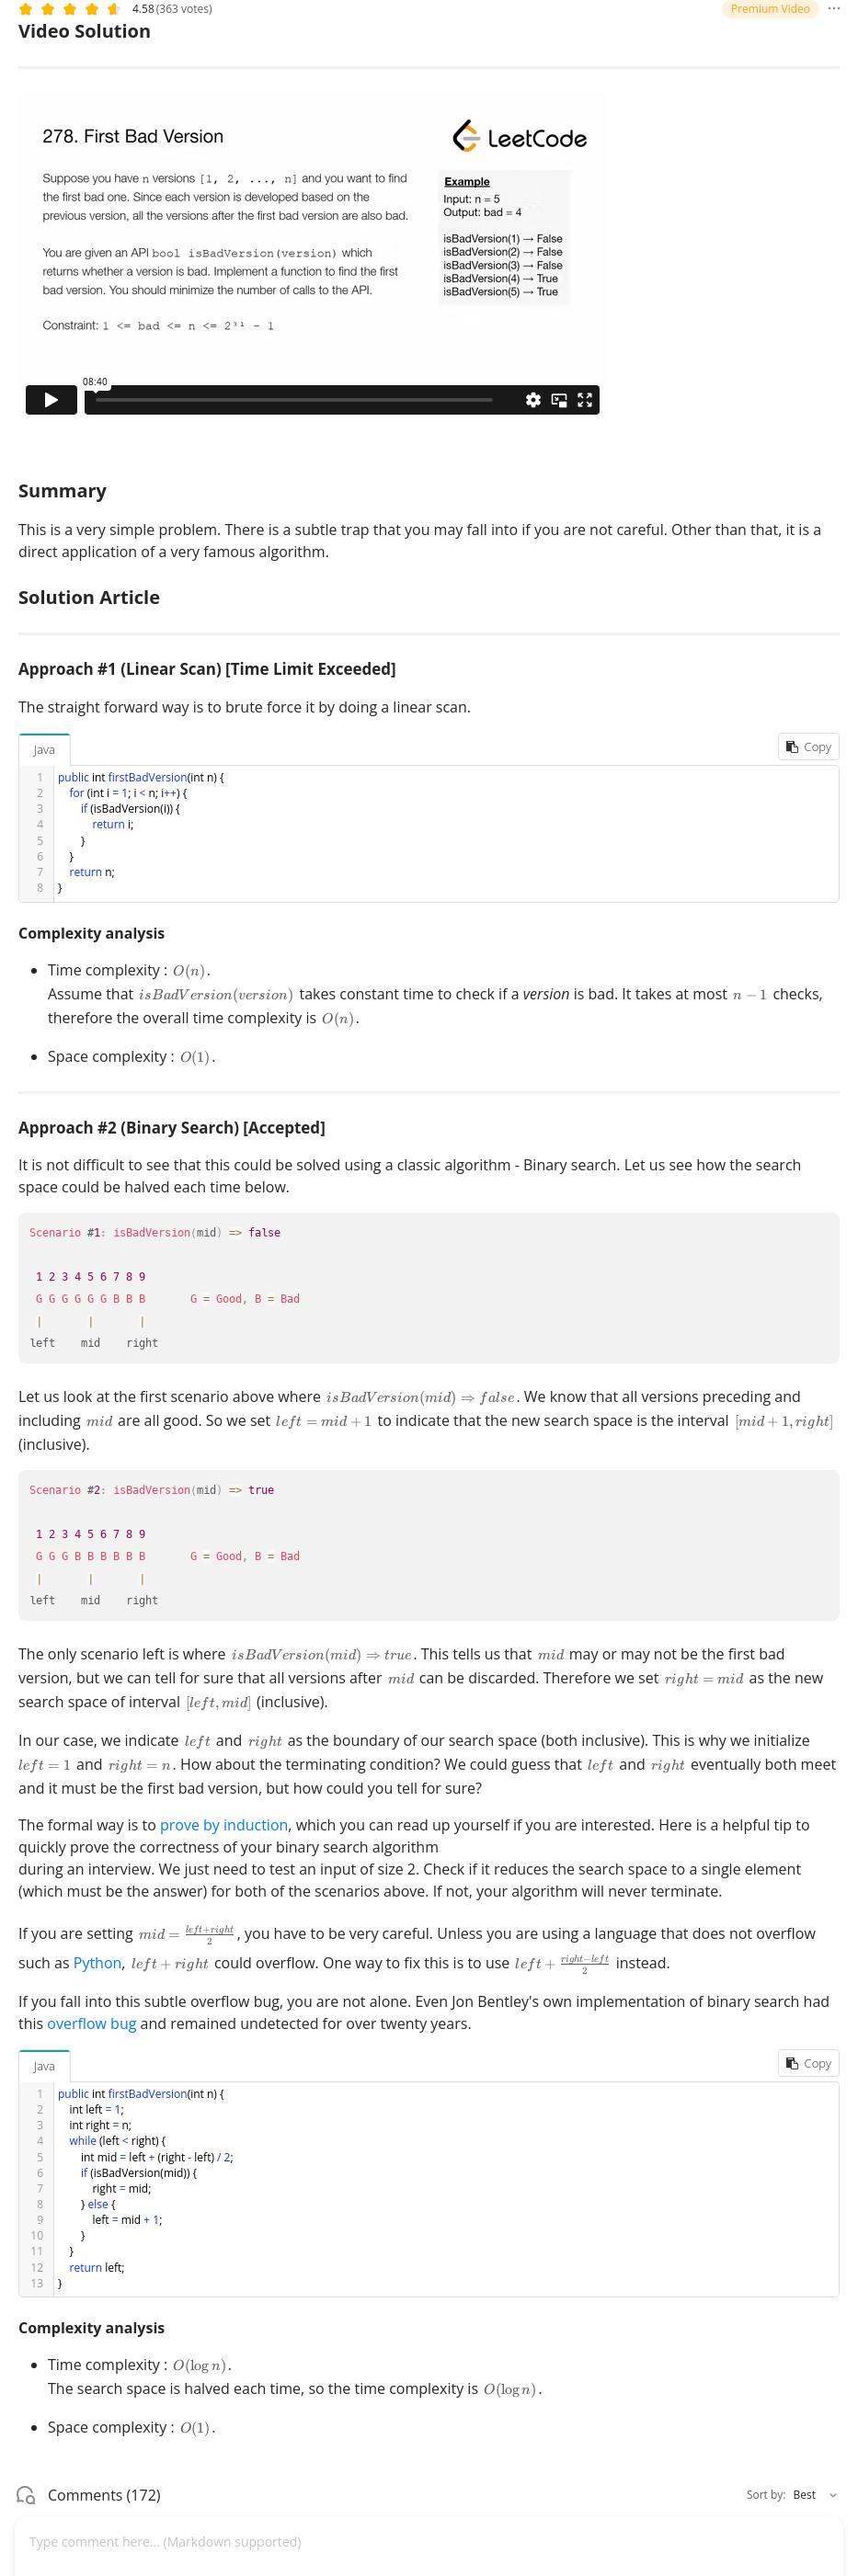 4.58 (363 votes)
Premium Video
Video Solution
278. First Bad Version
LeetCode
Suppose you have n versions [1, 2, ..., n] and you want to find
the first bad one. Since each version is developed based on the
previous version, all the versions after the first bad version are also bad.
You are given an API bool isBadVersion(version) which
returns whether a version is bad. Implement a function to find the first
bad version. You should minimize the number of calls to the API.
Constraint: 1 <= bad <= n <= 2³¹ - 1
Example
Input: n = 5
Output: bad = 4
isBadVersion(1) → False
isBadVersion(2) → False
isBadVersion(3) → False
isBadVersion(4) → True
isBadVersion(5) → True
08:40
Summary
This is a very simple problem. There is a subtle trap that you may fall into if you are not careful. Other than that, it is a
direct application of a very famous algorithm.
Solution Article
Approach #1 (Linear Scan) [Time Limit Exceeded]
The straight forward way is to brute force it by doing a linear scan.
Java
Copy
1 public int firstBadVersion(int n) {
2     for (int i = 1; i < n; i++) {
3         if (isBadVersion(i)) {
4             return i;
5         }
6     }
7     return n;
8 }
Complexity analysis
• Time complexity : O(n).
Assume that isBadVersion(version) takes constant time to check if a version is bad. It takes at most n − 1 checks,
therefore the overall time complexity is O(n).
• Space complexity : O(1).
Approach #2 (Binary Search) [Accepted]
It is not difficult to see that this could be solved using a classic algorithm - Binary search. Let us see how the search
space could be halved each time below.
Scenario #1: isBadVersion(mid) => false
1 2 3 4 5 6 7 8 9
G G G G G G B B B       G = Good, B = Bad
|       |       |
left    mid    right
Let us look at the first scenario above where isBadVersion(mid) ⇒ false. We know that all versions preceding and
including mid are all good. So we set left = mid + 1 to indicate that the new search space is the interval [mid + 1, right]
(inclusive).
Scenario #2: isBadVersion(mid) => true
1 2 3 4 5 6 7 8 9
G G G B B B B B B       G = Good, B = Bad
|       |       |
left    mid    right
The only scenario left is where isBadVersion(mid) ⇒ true. This tells us that mid may or may not be the first bad
version, but we can tell for sure that all versions after mid can be discarded. Therefore we set right = mid as the new
search space of interval [left, mid] (inclusive).
In our case, we indicate left and right as the boundary of our search space (both inclusive). This is why we initialize
left = 1 and right = n. How about the terminating condition? We could guess that left and right eventually both meet
and it must be the first bad version, but how could you tell for sure?
The formal way is to prove by induction, which you can read up yourself if you are interested. Here is a helpful tip to
quickly prove the correctness of your binary search algorithm
during an interview. We just need to test an input of size 2. Check if it reduces the search space to a single element
(which must be the answer) for both of the scenarios above. If not, your algorithm will never terminate.
If you are setting mid = (left+right)/2, you have to be very careful. Unless you are using a language that does not overflow
such as Python, left + right could overflow. One way to fix this is to use left + (right−left)/2 instead.
If you fall into this subtle overflow bug, you are not alone. Even Jon Bentley's own implementation of binary search had
this overflow bug and remained undetected for over twenty years.
Java
Copy
1 public int firstBadVersion(int n) {
2     int left = 1;
3     int right = n;
4     while (left < right) {
5         int mid = left + (right - left) / 2;
6         if (isBadVersion(mid)) {
7             right = mid;
8         } else {
9             left = mid + 1;
10         }
11     }
12     return left;
13 }
Complexity analysis
• Time complexity : O(log n).
The search space is halved each time, so the time complexity is O(log n).
• Space complexity : O(1).
Comments (172)
Sort by: Best
Type comment here... (Markdown supported)